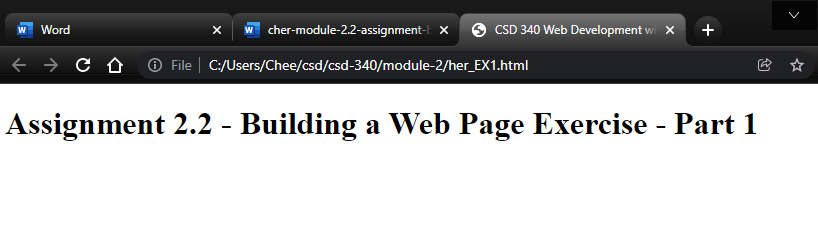 Word
cher-module-2.2-assignment-
CSD 340 Web Development w
File
C:/Users/Chee/csd/csd-340/module-2/her_EX1.html
Assignment 2.2 - Building a Web Page Exercise - Part 1